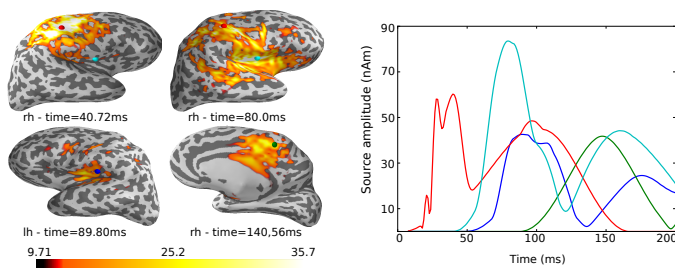 rh - time=40.72ms
rh - time=80.0ms
lh - time=89.80ms
rh - time=140,56ms
9.71 25.2 35.7
Source amplitude (nAm)
90
70
50
30
10
0 50 100 150 200
Time (ms)